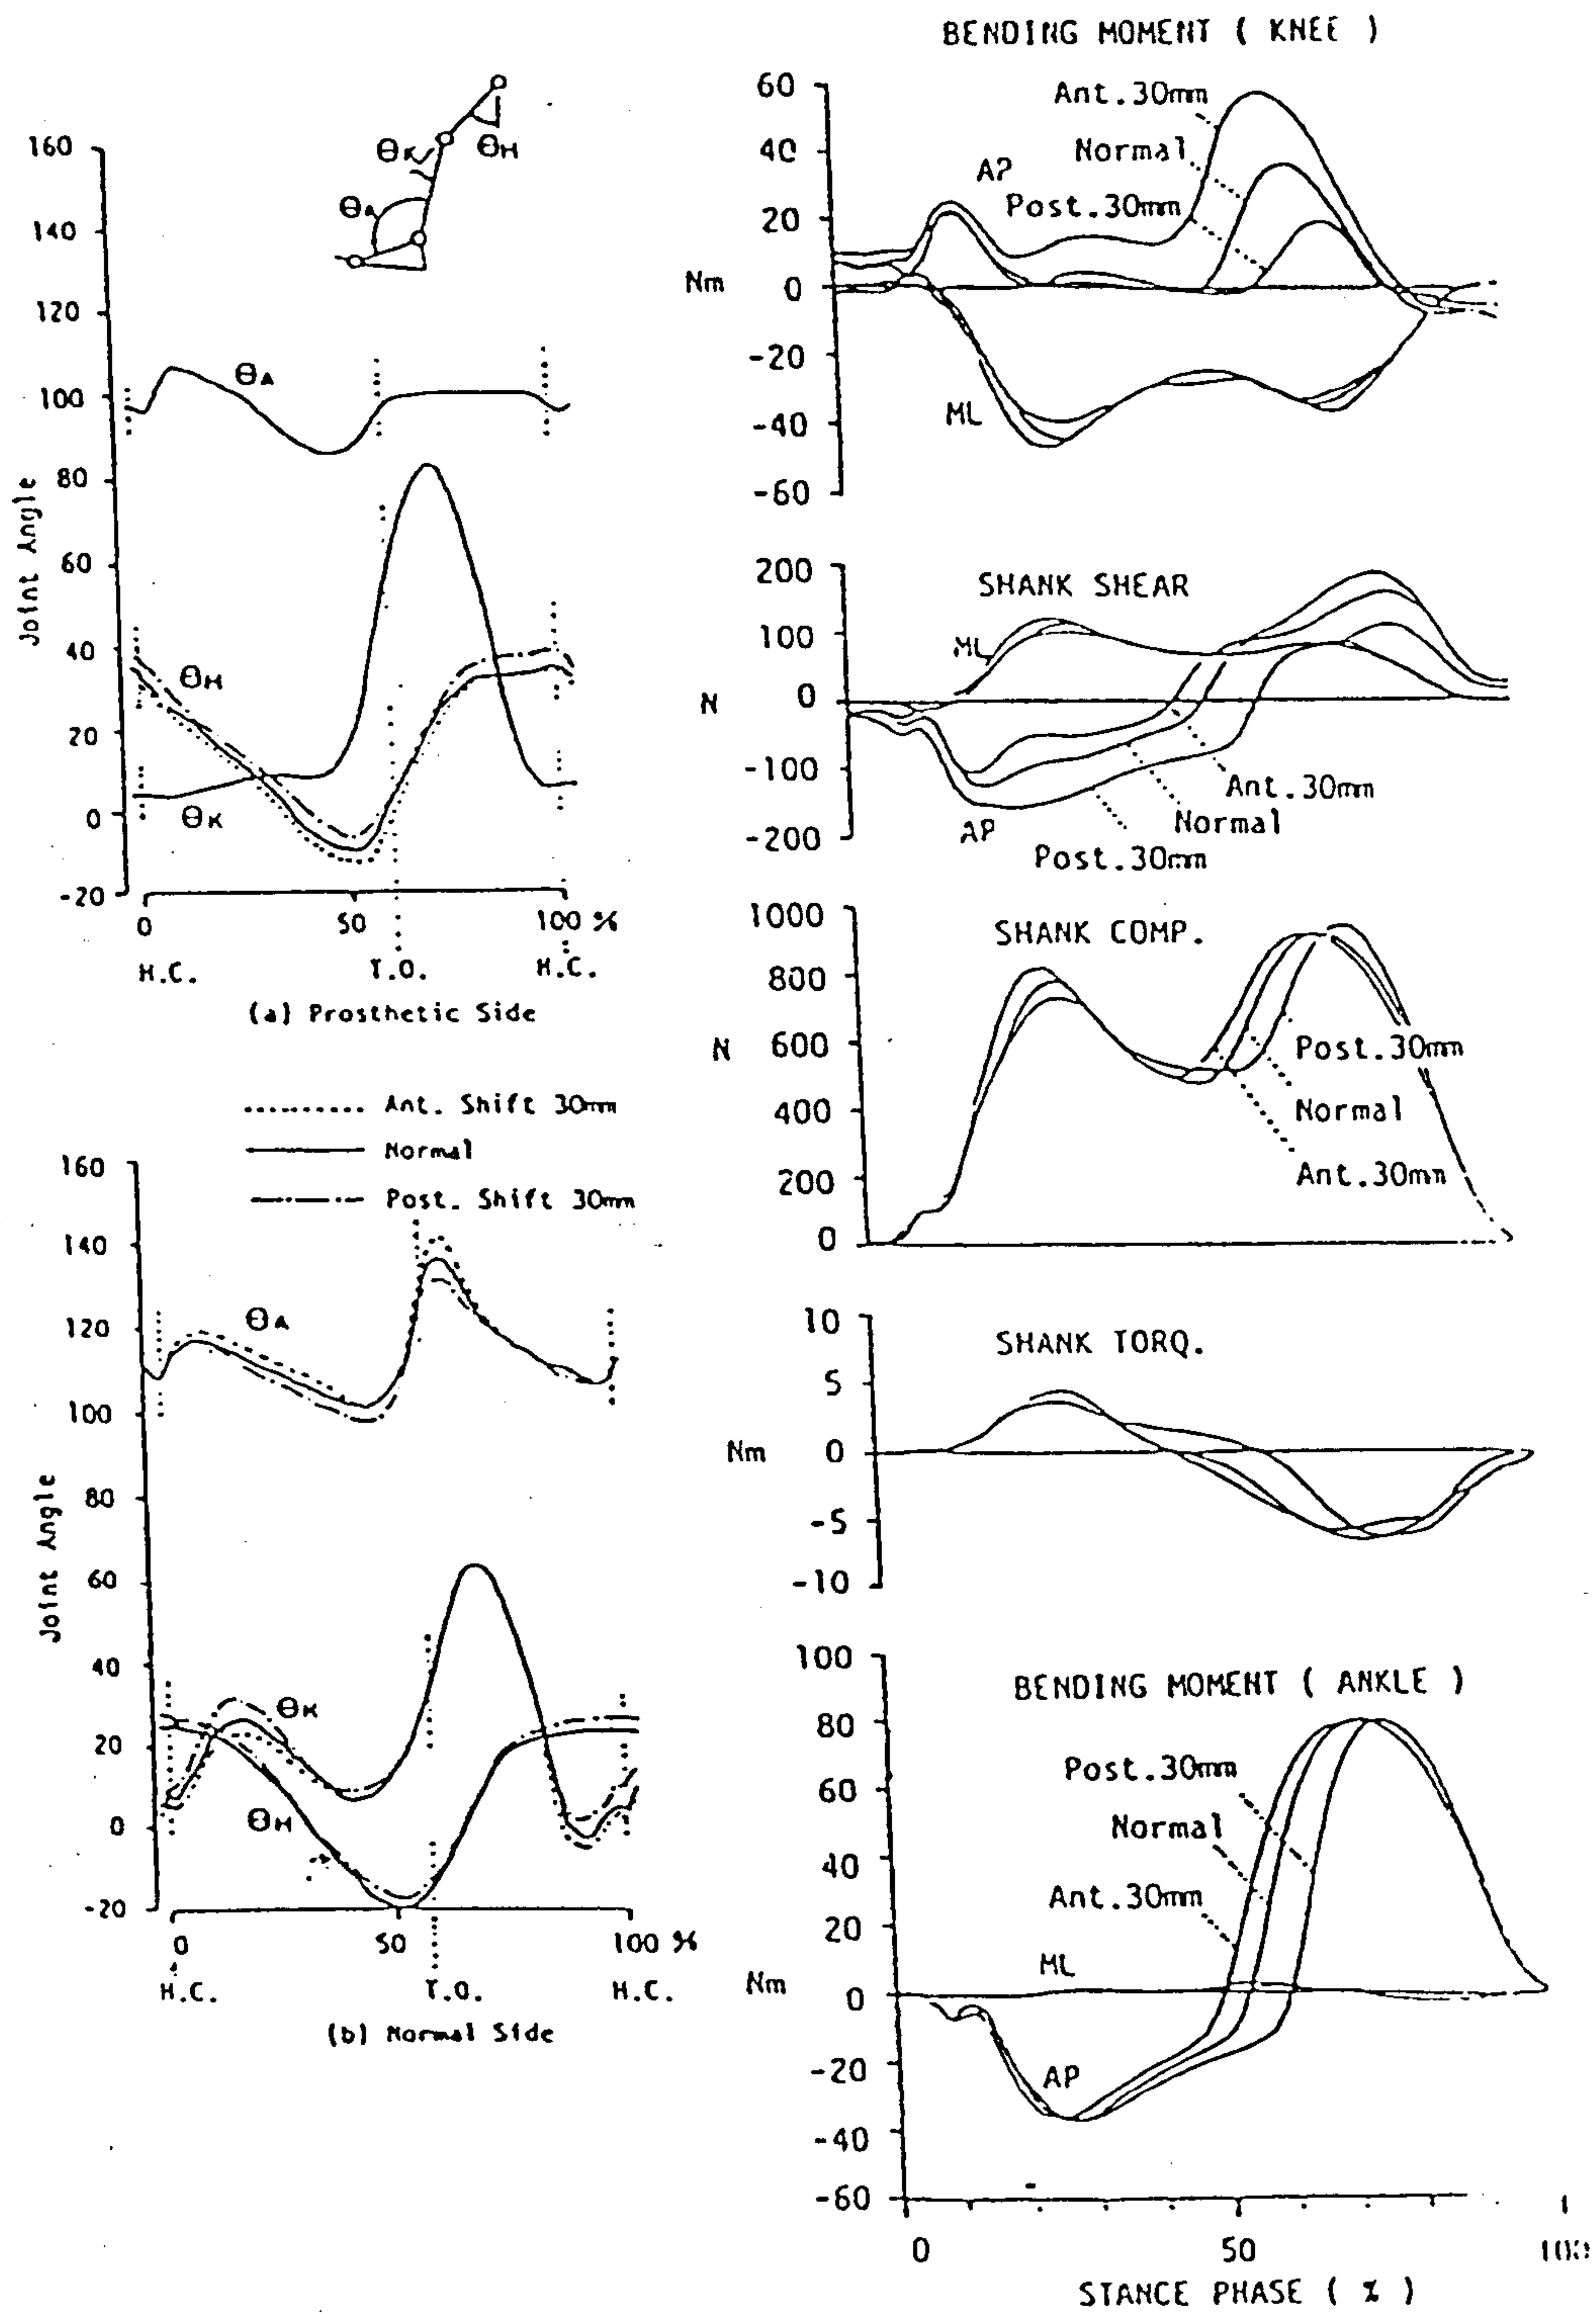 θK
θH
θA
160
140
120
100
80
60
40
20
0
-20
Joint Angle
θA
θH
θK
0
50
100 %
H.C.
T.O.
H.C.
(a) Prosthetic Side
Ant. Shift 30mm
Normal
Post. Shift 30mm
160
140
120
100
80
60
40
20
0
-20
Joint Angle
θA
θK
θH
0
50
100 %
H.C.
T.O.
H.C.
(b) Normal Side
BENDING MOMENT ( KNEE )
60
40
20
0
-20
-40
-60
Nm
Ant.30mm
Normal
AP
Post.30mm
ML
SHANK SHEAR
200
100
0
-100
-200
N
ML
Ant.30mm
Normal
AP
Post.30mm
SHANK COMP.
1000
800
600
400
200
0
N
Post.30mm
Normal
Ant.30mm
SHANK TORQ.
10
5
0
-5
-10
Nm
BENDING MOMENT ( ANKLE )
100
80
60
40
20
0
-20
-40
-60
Nm
Post.30mm
Normal
Ant.30mm
ML
AP
0
50
100
STANCE PHASE ( % )